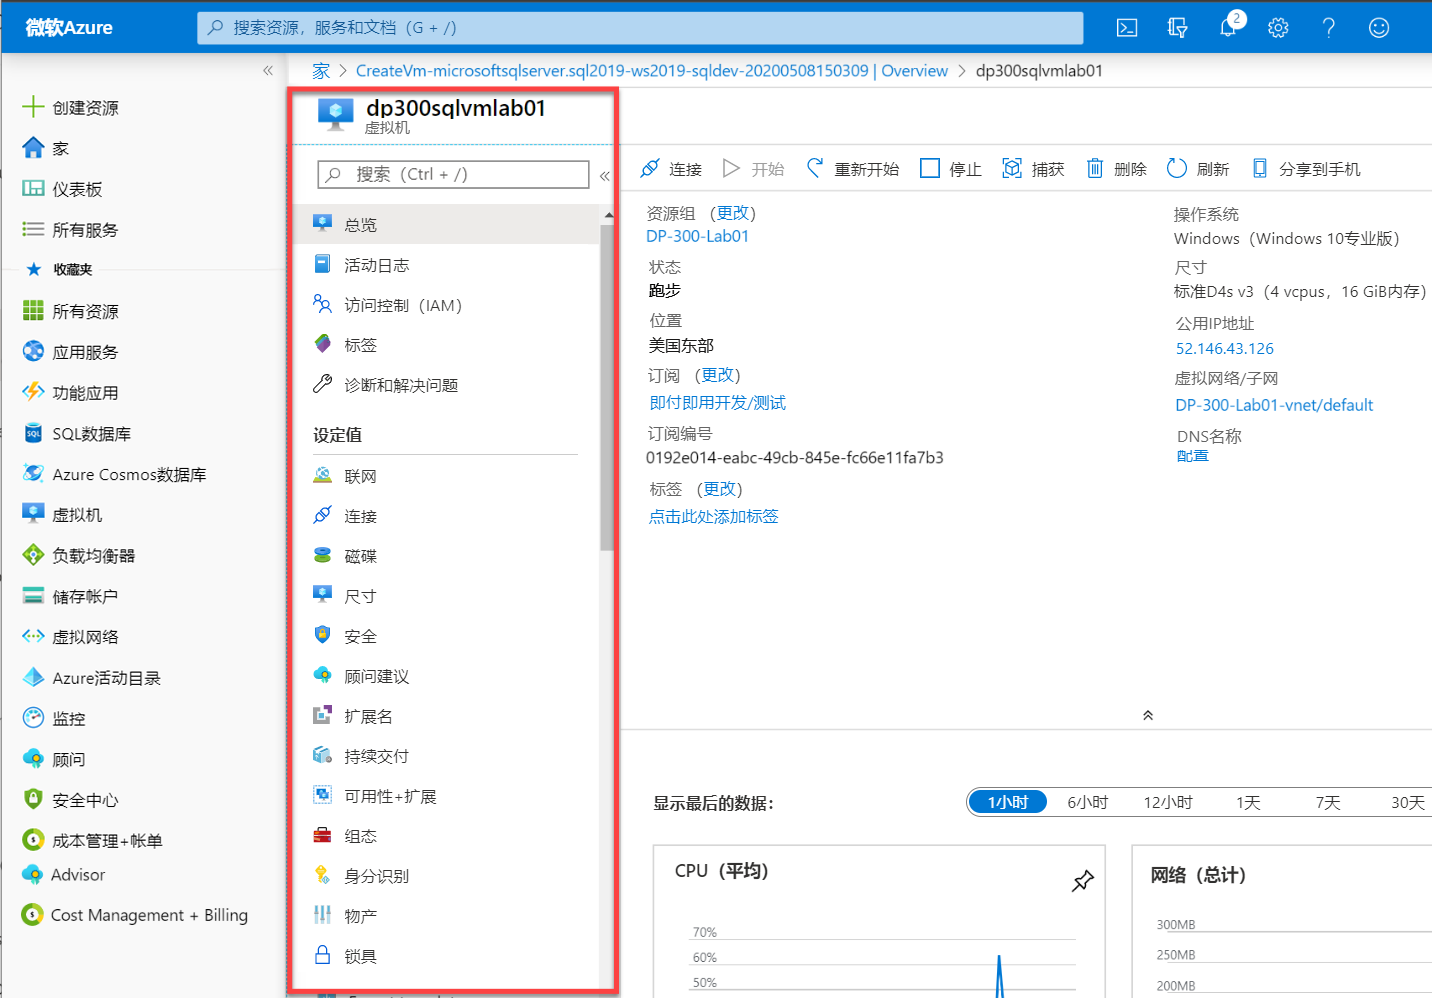 微软Azure
搜索资源，服务和文档（G + /）
2
家 > CreateVm-microsoftsqlserver.sql2019-ws2019-sqldev-20200508150309 | Overview > dp300sqlvmlab01
创建资源
家
仪表板
所有服务
收藏夹
所有资源
应用服务
功能应用
SQL数据库
Azure Cosmos数据库
虚拟机
负载均衡器
储存帐户
虚拟网络
Azure活动目录
监控
顾问
安全中心
成本管理+帐单
Advisor
Cost Management + Billing
dp300sqlvmlab01
虚拟机
搜索（Ctrl + /）
总览
活动日志
访问控制（IAM）
标签
诊断和解决问题
设定值
联网
连接
磁碟
尺寸
安全
顾问建议
扩展名
持续交付
可用性+扩展
组态
身分识别
物产
锁具
连接 开始 重新开始 停止 捕获 删除 刷新 分享到手机
资源组 （更改）
DP-300-Lab01
状态
跑步
位置
美国东部
订阅 （更改）
即付即用开发/测试
订阅编号
0192e014-eabc-49cb-845e-fc66e11fa7b3
标签 （更改）
点击此处添加标签
操作系统
Windows（Windows 10专业版）
尺寸
标准D4s v3（4 vcpus，16 GiB内存）
公用IP地址
52.146.43.126
虚拟网络/子网
DP-300-Lab01-vnet/default
DNS名称
配置
显示最后的数据：
1小时 6小时 12小时 1天 7天 30天
CPU（平均）
70%
60%
50%
网络（总计）
300MB
250MB
200MB